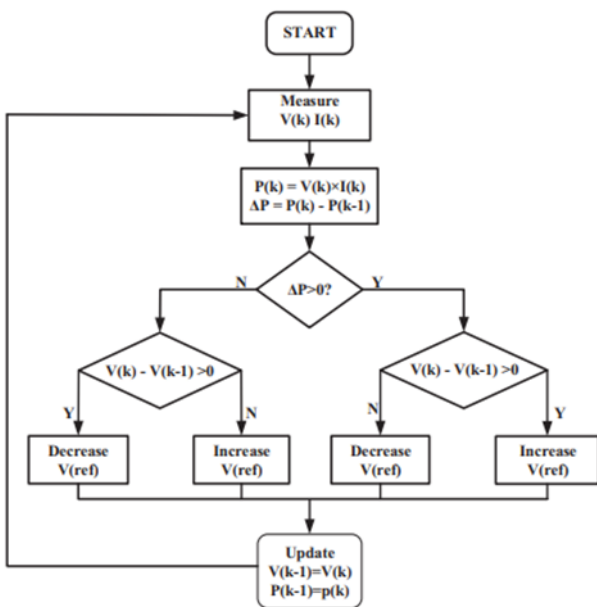 START
Measure
V(k) I(k)
P(k) = V(k)×I(k)
ΔP = P(k) - P(k-1)
N
ΔP>0?
Y
V(k) - V(k-1) >0
V(k) - V(k-1) >0
Y
N
N
Y
Decrease
V(ref)
Increase
V(ref)
Decrease
V(ref)
Increase
V(ref)
Update
V(k-1)=V(k)
P(k-1)=p(k)